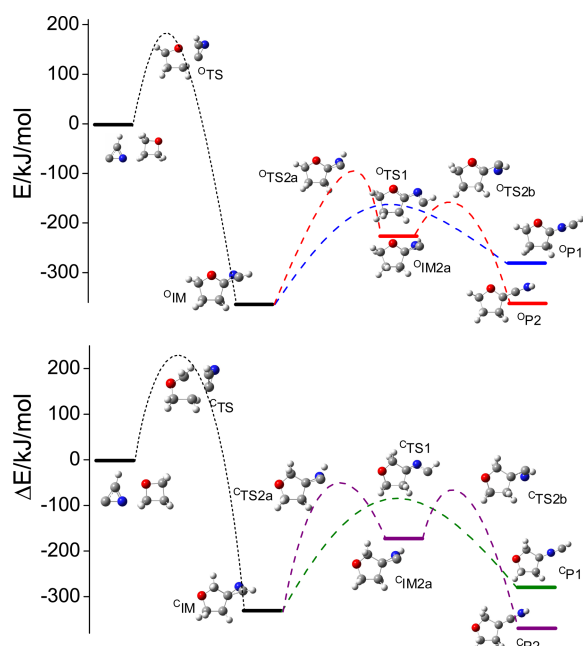 200
100
0
-100
-200
-300
E/kJ/mol
OTS
OTS2a
OTS1
OTS2b
OIM
OIM2a
OP1
OP2
200
100
0
-100
-200
-300
ΔE/kJ/mol
CTS
CTS2a
CTS1
CTS2b
CIM
CIM2a
CP1
CP2